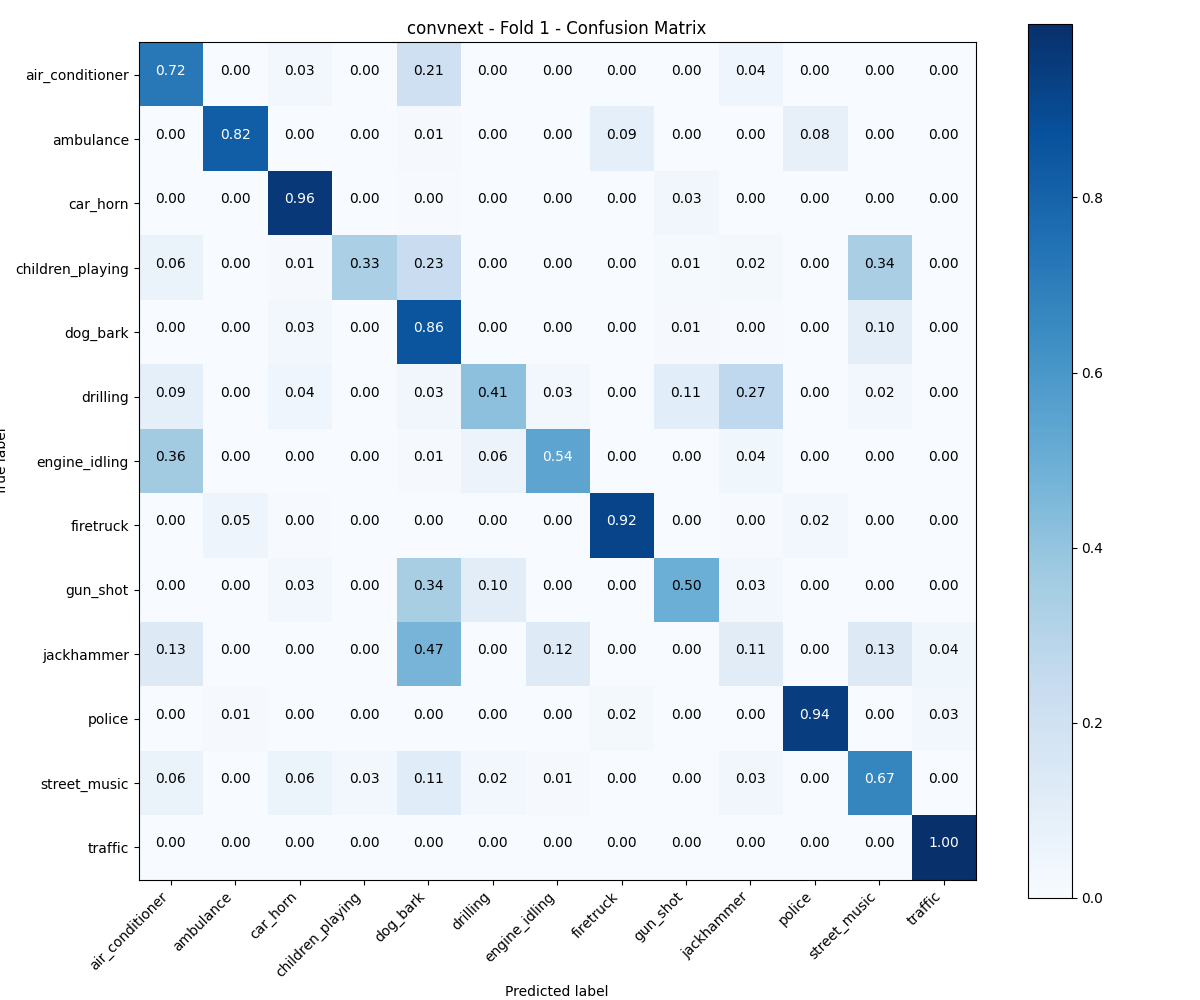 convnext - Fold 1 - Confusion Matrix
air_conditioner 0.72 0.00 0.03 0.00 0.21 0.00 0.00 0.00 0.00 0.04 0.00 0.00 0.00
ambulance 0.00 0.82 0.00 0.00 0.01 0.00 0.00 0.09 0.00 0.00 0.08 0.00 0.00
car_horn 0.00 0.00 0.96 0.00 0.00 0.00 0.00 0.00 0.03 0.00 0.00 0.00 0.00
children_playing 0.06 0.00 0.01 0.33 0.23 0.00 0.00 0.00 0.01 0.02 0.00 0.34 0.00
dog_bark 0.00 0.00 0.03 0.00 0.86 0.00 0.00 0.00 0.01 0.00 0.00 0.10 0.00
drilling 0.09 0.00 0.04 0.00 0.03 0.41 0.03 0.00 0.11 0.27 0.00 0.02 0.00
engine_idling 0.36 0.00 0.00 0.00 0.01 0.06 0.54 0.00 0.00 0.04 0.00 0.00 0.00
firetruck 0.00 0.05 0.00 0.00 0.00 0.00 0.00 0.92 0.00 0.00 0.02 0.00 0.00
gun_shot 0.00 0.00 0.03 0.00 0.34 0.10 0.00 0.00 0.50 0.03 0.00 0.00 0.00
jackhammer 0.13 0.00 0.00 0.00 0.47 0.00 0.12 0.00 0.00 0.11 0.00 0.13 0.04
police 0.00 0.01 0.00 0.00 0.00 0.00 0.00 0.02 0.00 0.00 0.94 0.00 0.03
street_music 0.06 0.00 0.06 0.03 0.11 0.02 0.01 0.00 0.00 0.03 0.00 0.67 0.00
traffic 0.00 0.00 0.00 0.00 0.00 0.00 0.00 0.00 0.00 0.00 0.00 0.00 1.00
air_conditioner ambulance car_horn children_playing dog_bark drilling engine_idling firetruck gun_shot jackhammer police street_music traffic
Predicted label
0.8
0.6
0.4
0.2
0.0